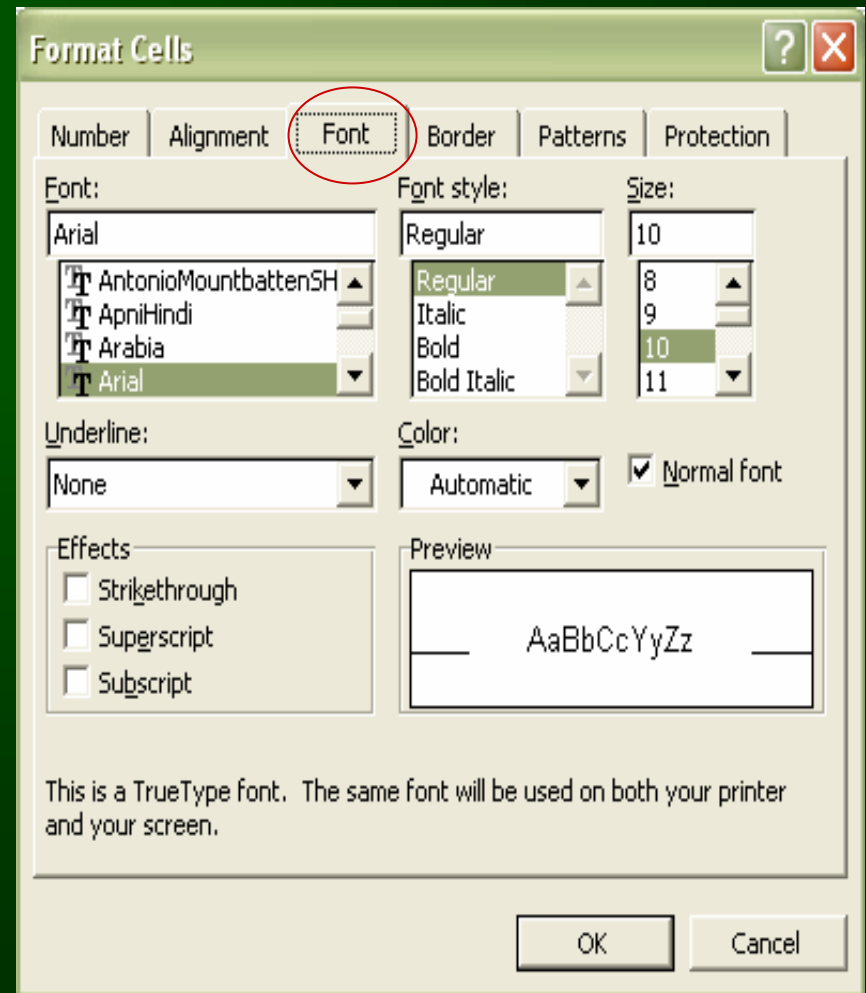 Format Cells
Number Alignment Font Border Patterns Protection
Font: Font style: Size:
Arial Regular 10
AntonioMountbattenSH Regular 8
ApniHindi Italic 9
Arabia Bold 10
Arial Bold Italic 11
Underline: Color:
None Automatic Normal font
Effects Preview
Strikethrough
Superscript AaBbCcYyZz
Subscript
This is a TrueType font. The same font will be used on both your printer
and your screen.
OK Cancel